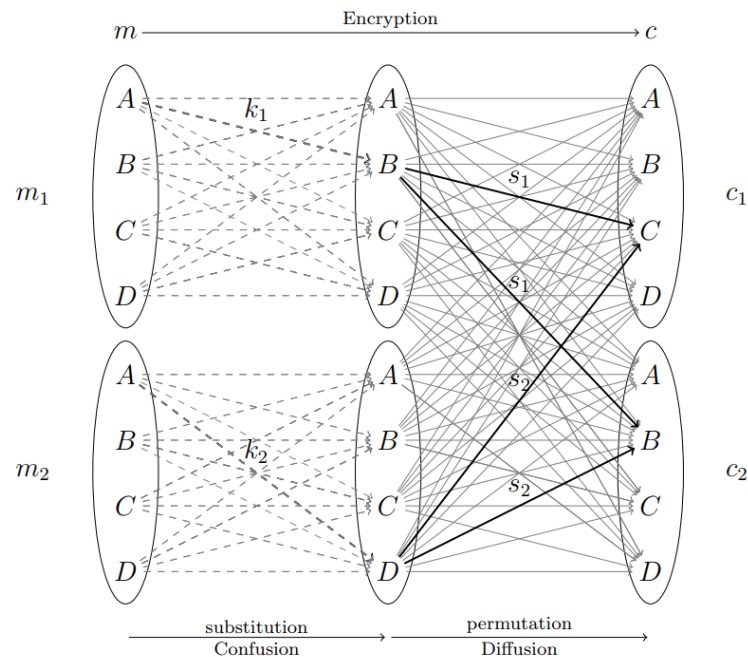 Encryption
m c
A A A
k1
B B B
s1
m1 c1
C C C
s1
D D D
A A A
s2
B B B
k2
m2 c2
s2
C C C
D D D
substitution permutation
Confusion Diffusion